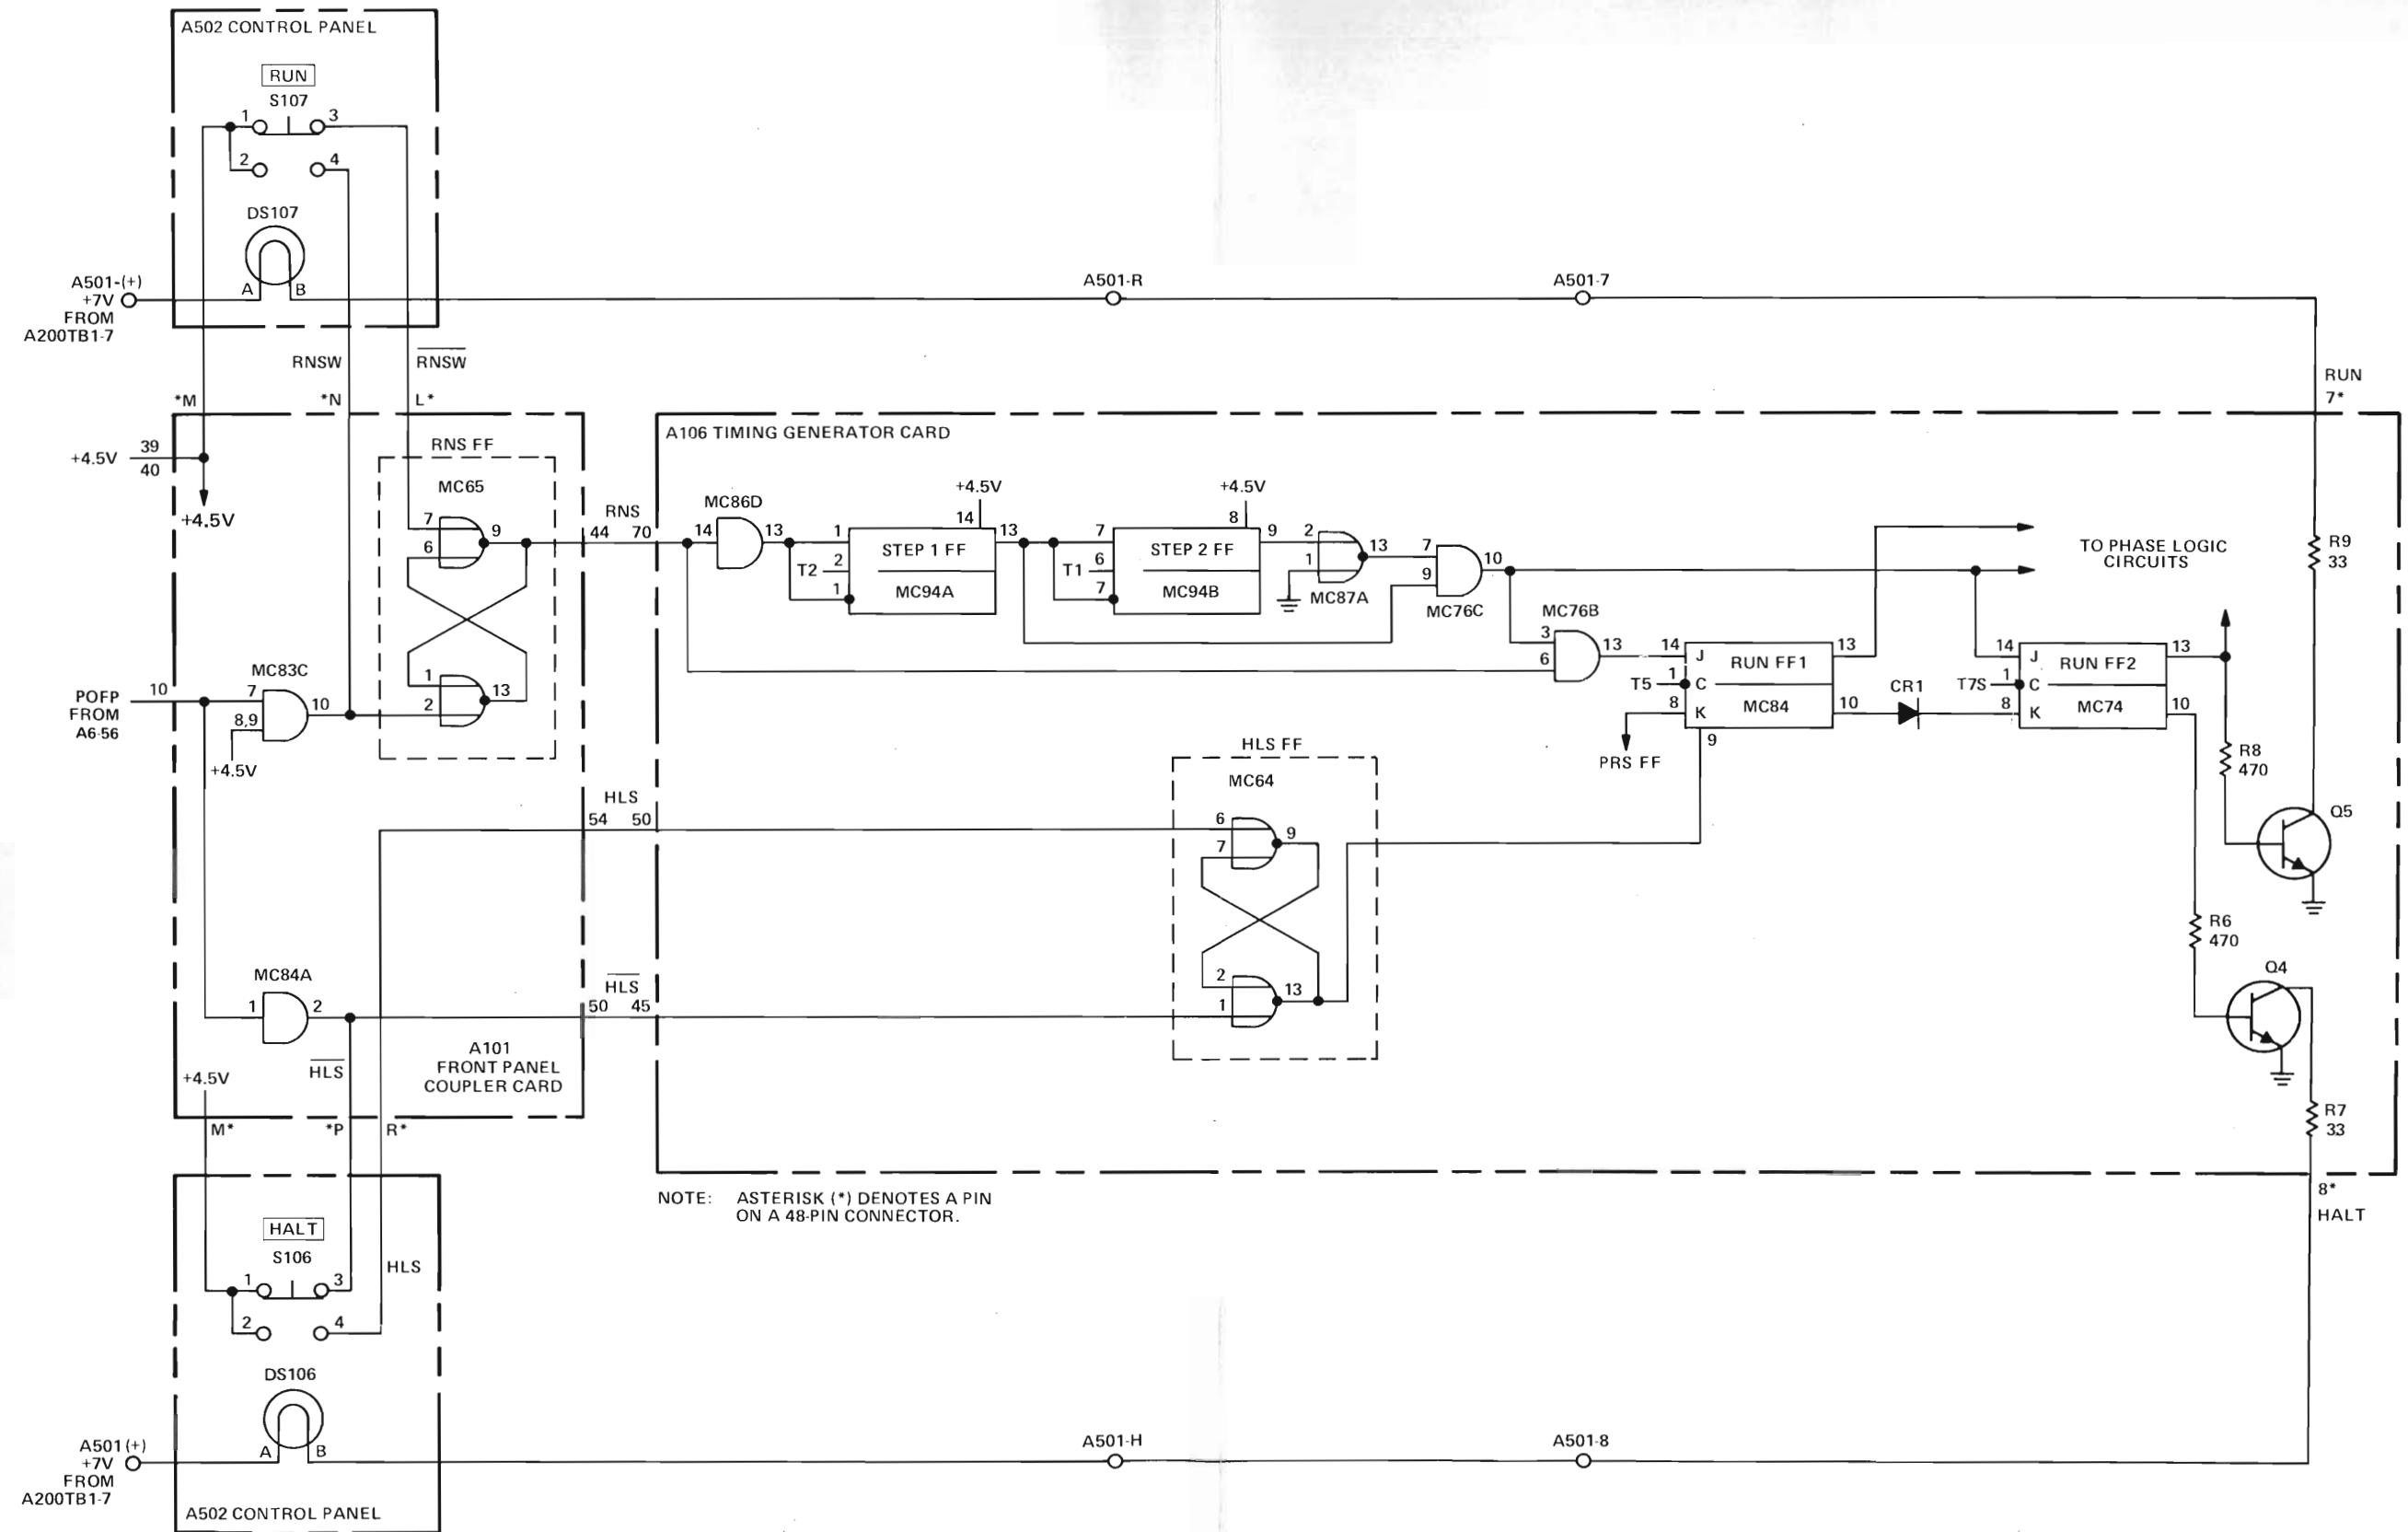 A502 CONTROL PANEL
RUN
S107
1 3
2 4
DS107
A B
A501-(+)
+7V
FROM
A200TB1-7
A501-R
A501-7
RNSW
RNSW
*M
*N
L*
RUN
7*
39
+4.5V
40
+4.5V
RNS FF
MC65
7
6
9
1
2
13
RNS
44 70
A106 TIMING GENERATOR CARD
MC86D
14 13
+4.5V
14
1
T2 2
1
STEP 1 FF
MC94A
13
+4.5V
8
7
T1 6
7
STEP 2 FF
MC94B
9
2
1
13
MC87A
7
9
10
MC76C
MC76B
3
6
13
TO PHASE LOGIC
CIRCUITS
R9
33
14 J
T5 1 C
8 K
RUN FF1
MC84
13
10
9
PRS FF
CR1
14 J
T7S 1 C
8 K
RUN FF2
MC74
13
10
R8
470
Q5
POFP
FROM
A6-56
10
MC83C
7
8,9
10
+4.5V
HLS
54 50
HLS FF
MC64
6
7
9
2
1
13
R6
470
Q4
MC84A
1 2
HLS
50 45
A101
FRONT PANEL
COUPLER CARD
HLS
+4.5V
M*
*P
R*
R7
33
NOTE: ASTERISK (*) DENOTES A PIN
ON A 48-PIN CONNECTOR.
8*
HALT
HALT
S106
HLS
1 3
2 4
DS106
A B
A501(+)
+7V
FROM
A200TB1-7
A501-H
A501-8
A502 CONTROL PANEL